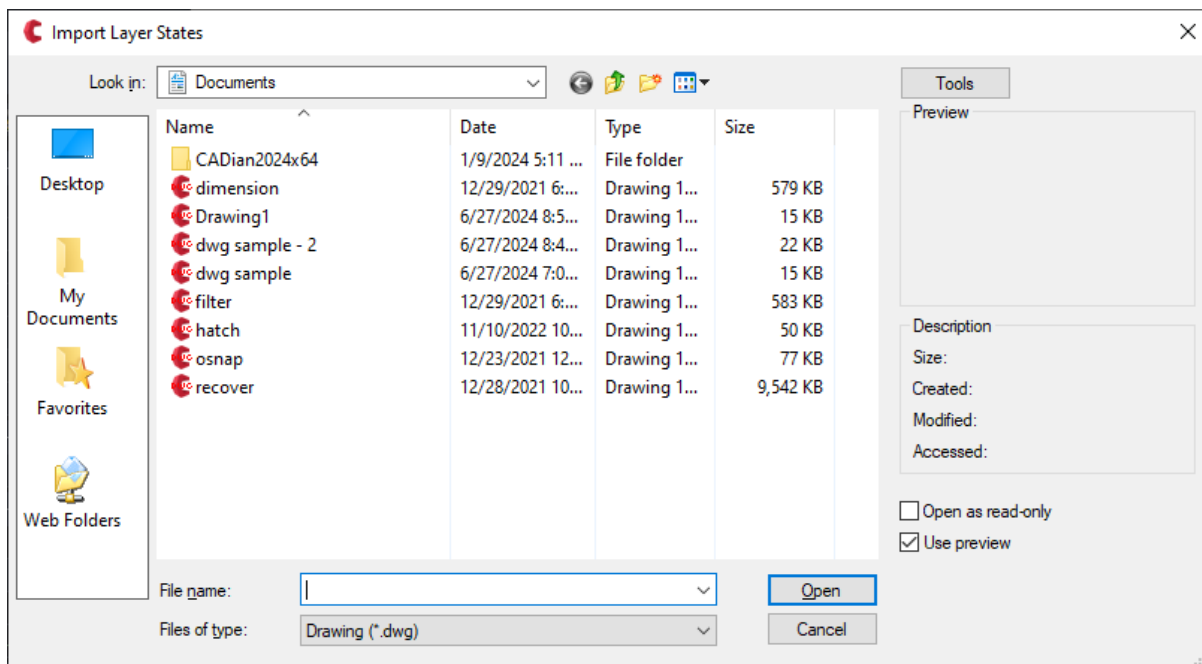 Import Layer States
Look in: Documents
Tools
Name Date Type Size
CADian2024x64 1/9/2024 5:11 ... File folder
dimension 12/29/2021 6:... Drawing 1... 579 KB
Drawing1 6/27/2024 8:5... Drawing 1... 15 KB
dwg sample - 2 6/27/2024 8:4... Drawing 1... 22 KB
dwg sample 6/27/2024 7:0... Drawing 1... 15 KB
filter 12/29/2021 6:... Drawing 1... 583 KB
hatch 11/10/2022 10... Drawing 1... 50 KB
osnap 12/23/2021 12... Drawing 1... 77 KB
recover 12/28/2021 10... Drawing 1... 9,542 KB
Desktop
My
Documents
Favorites
Web Folders
Preview
Description
Size:
Created:
Modified:
Accessed:
Open as read-only
Use preview
File name:
Open
Files of type: Drawing (*.dwg)
Cancel